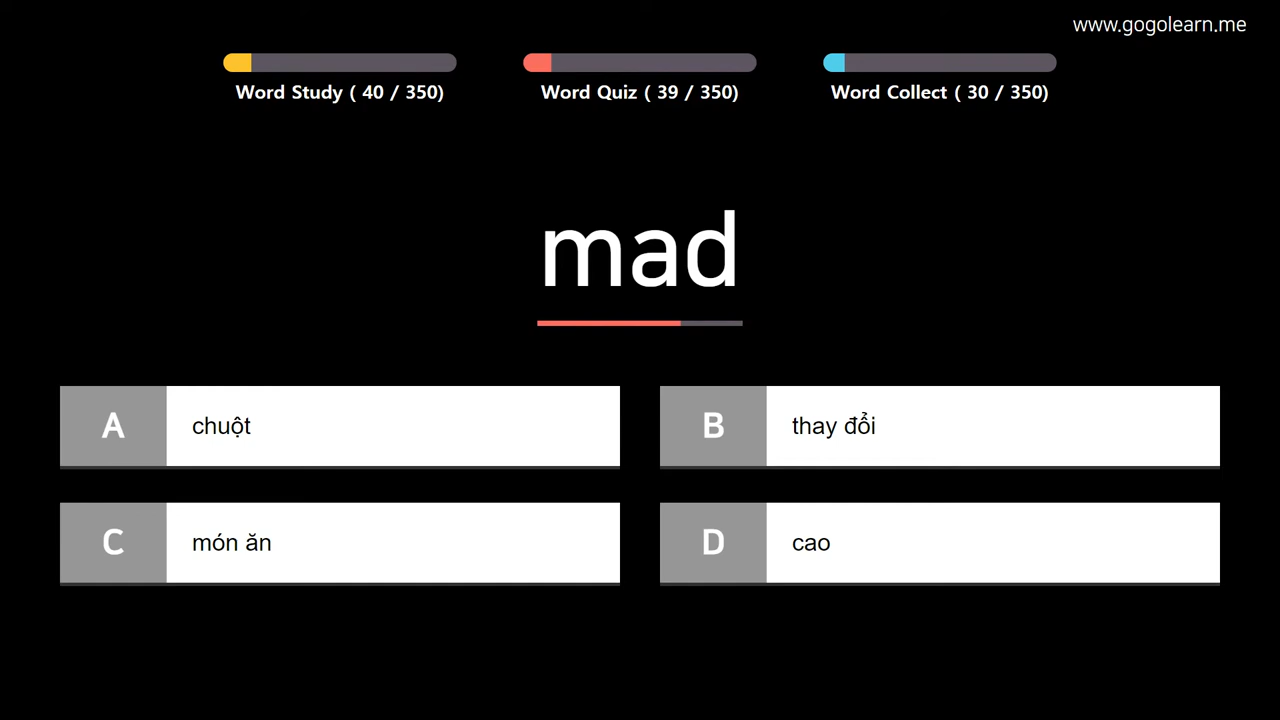 www.gogolearn.me
Word Study ( 40 / 350)
Word Quiz ( 39 / 350)
Word Collect ( 30 / 350)
mad
A chuột
B thay đổi
C món ăn
D cao